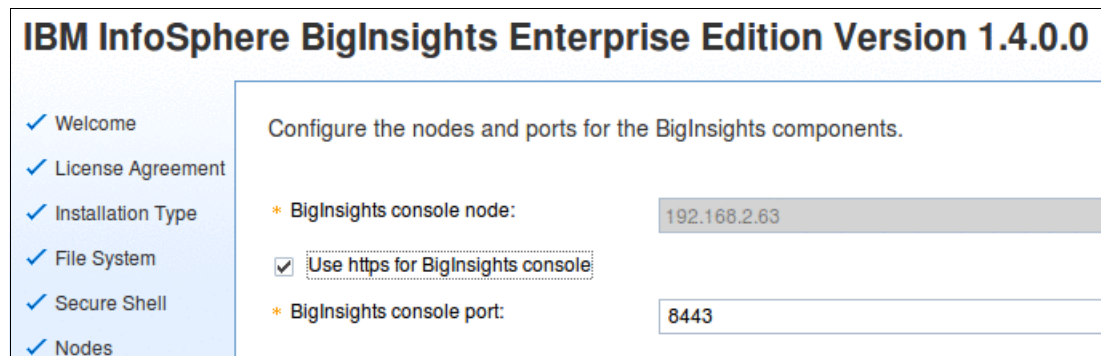 IBM InfoSphere BigInsights Enterprise Edition Version 1.4.0.0
Welcome
License Agreement
Installation Type
File System
Secure Shell
Nodes
Configure the nodes and ports for the BigInsights components.
* BigInsights console node: 192.168.2.63
Use https for BigInsights console
* BigInsights console port: 8443